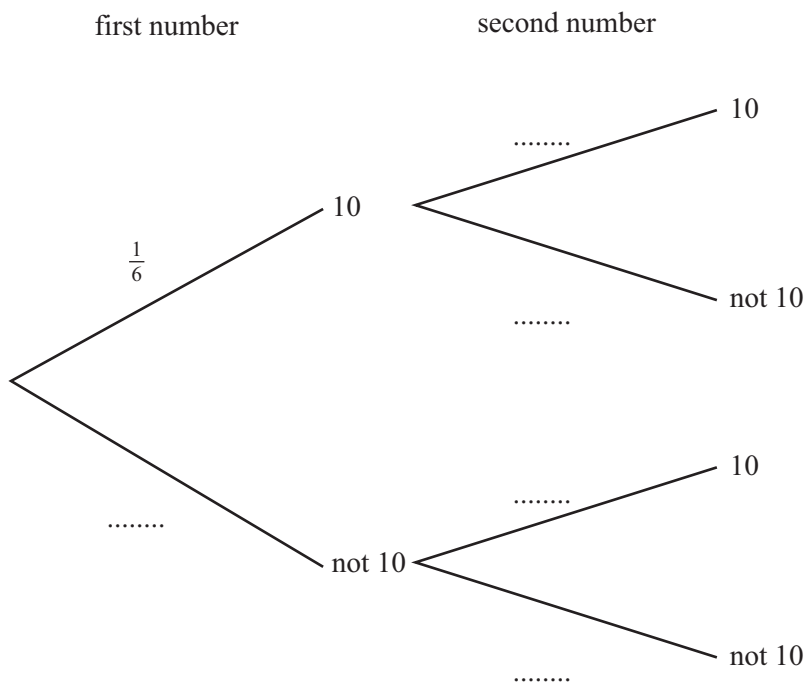 first number second number
10
........
10
1/6
not 10
........
10
........
........
not 10
not 10
........